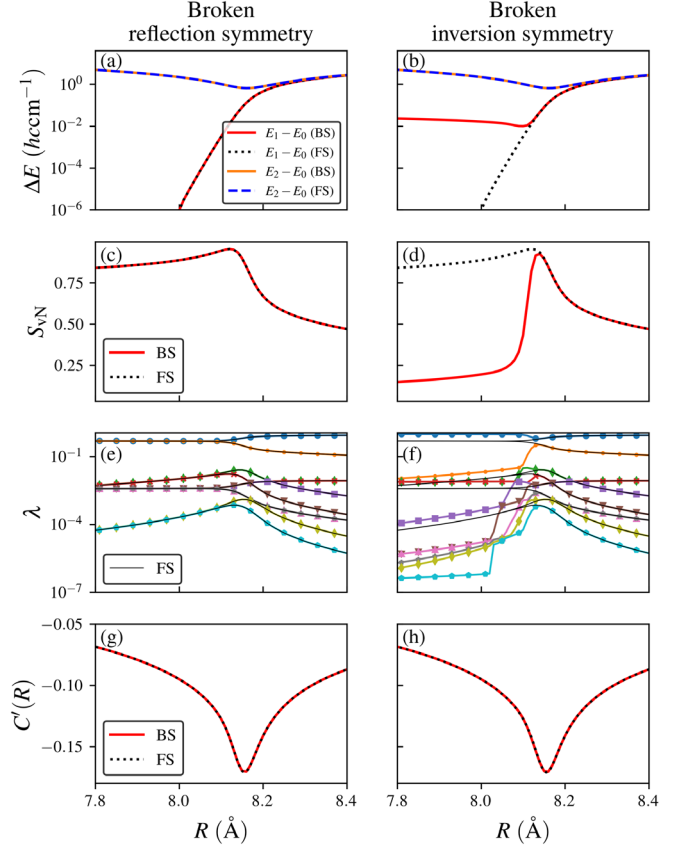 Broken
reflection symmetry
Broken
inversion symmetry
(a)
(b)
ΔE (hccm⁻¹)
10⁰
10⁻²
10⁻⁴
10⁻⁶
E₁ − E₀ (BS)
E₁ − E₀ (FS)
E₂ − E₀ (BS)
E₂ − E₀ (FS)
(c)
(d)
S_vN
0.75
0.50
0.25
BS
FS
(e)
(f)
λ
10⁻¹
10⁻⁴
10⁻⁷
FS
(g)
(h)
C′(R)
−0.05
−0.10
−0.15
BS
FS
7.8 8.0 8.2 8.4
7.8 8.0 8.2 8.4
R (Å)
R (Å)